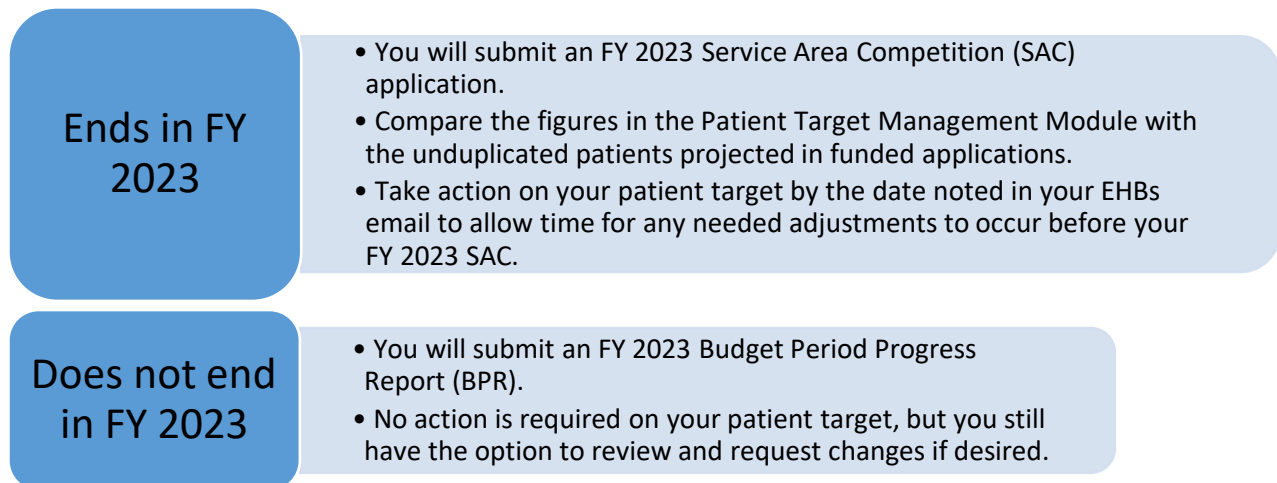 Ends in FY
2023
• You will submit an FY 2023 Service Area Competition (SAC)
application.
• Compare the figures in the Patient Target Management Module with
the unduplicated patients projected in funded applications.
• Take action on your patient target by the date noted in your EHBs
email to allow time for any needed adjustments to occur before your
FY 2023 SAC.
Does not end
in FY 2023
• You will submit an FY 2023 Budget Period Progress
Report (BPR).
• No action is required on your patient target, but you still
have the option to review and request changes if desired.